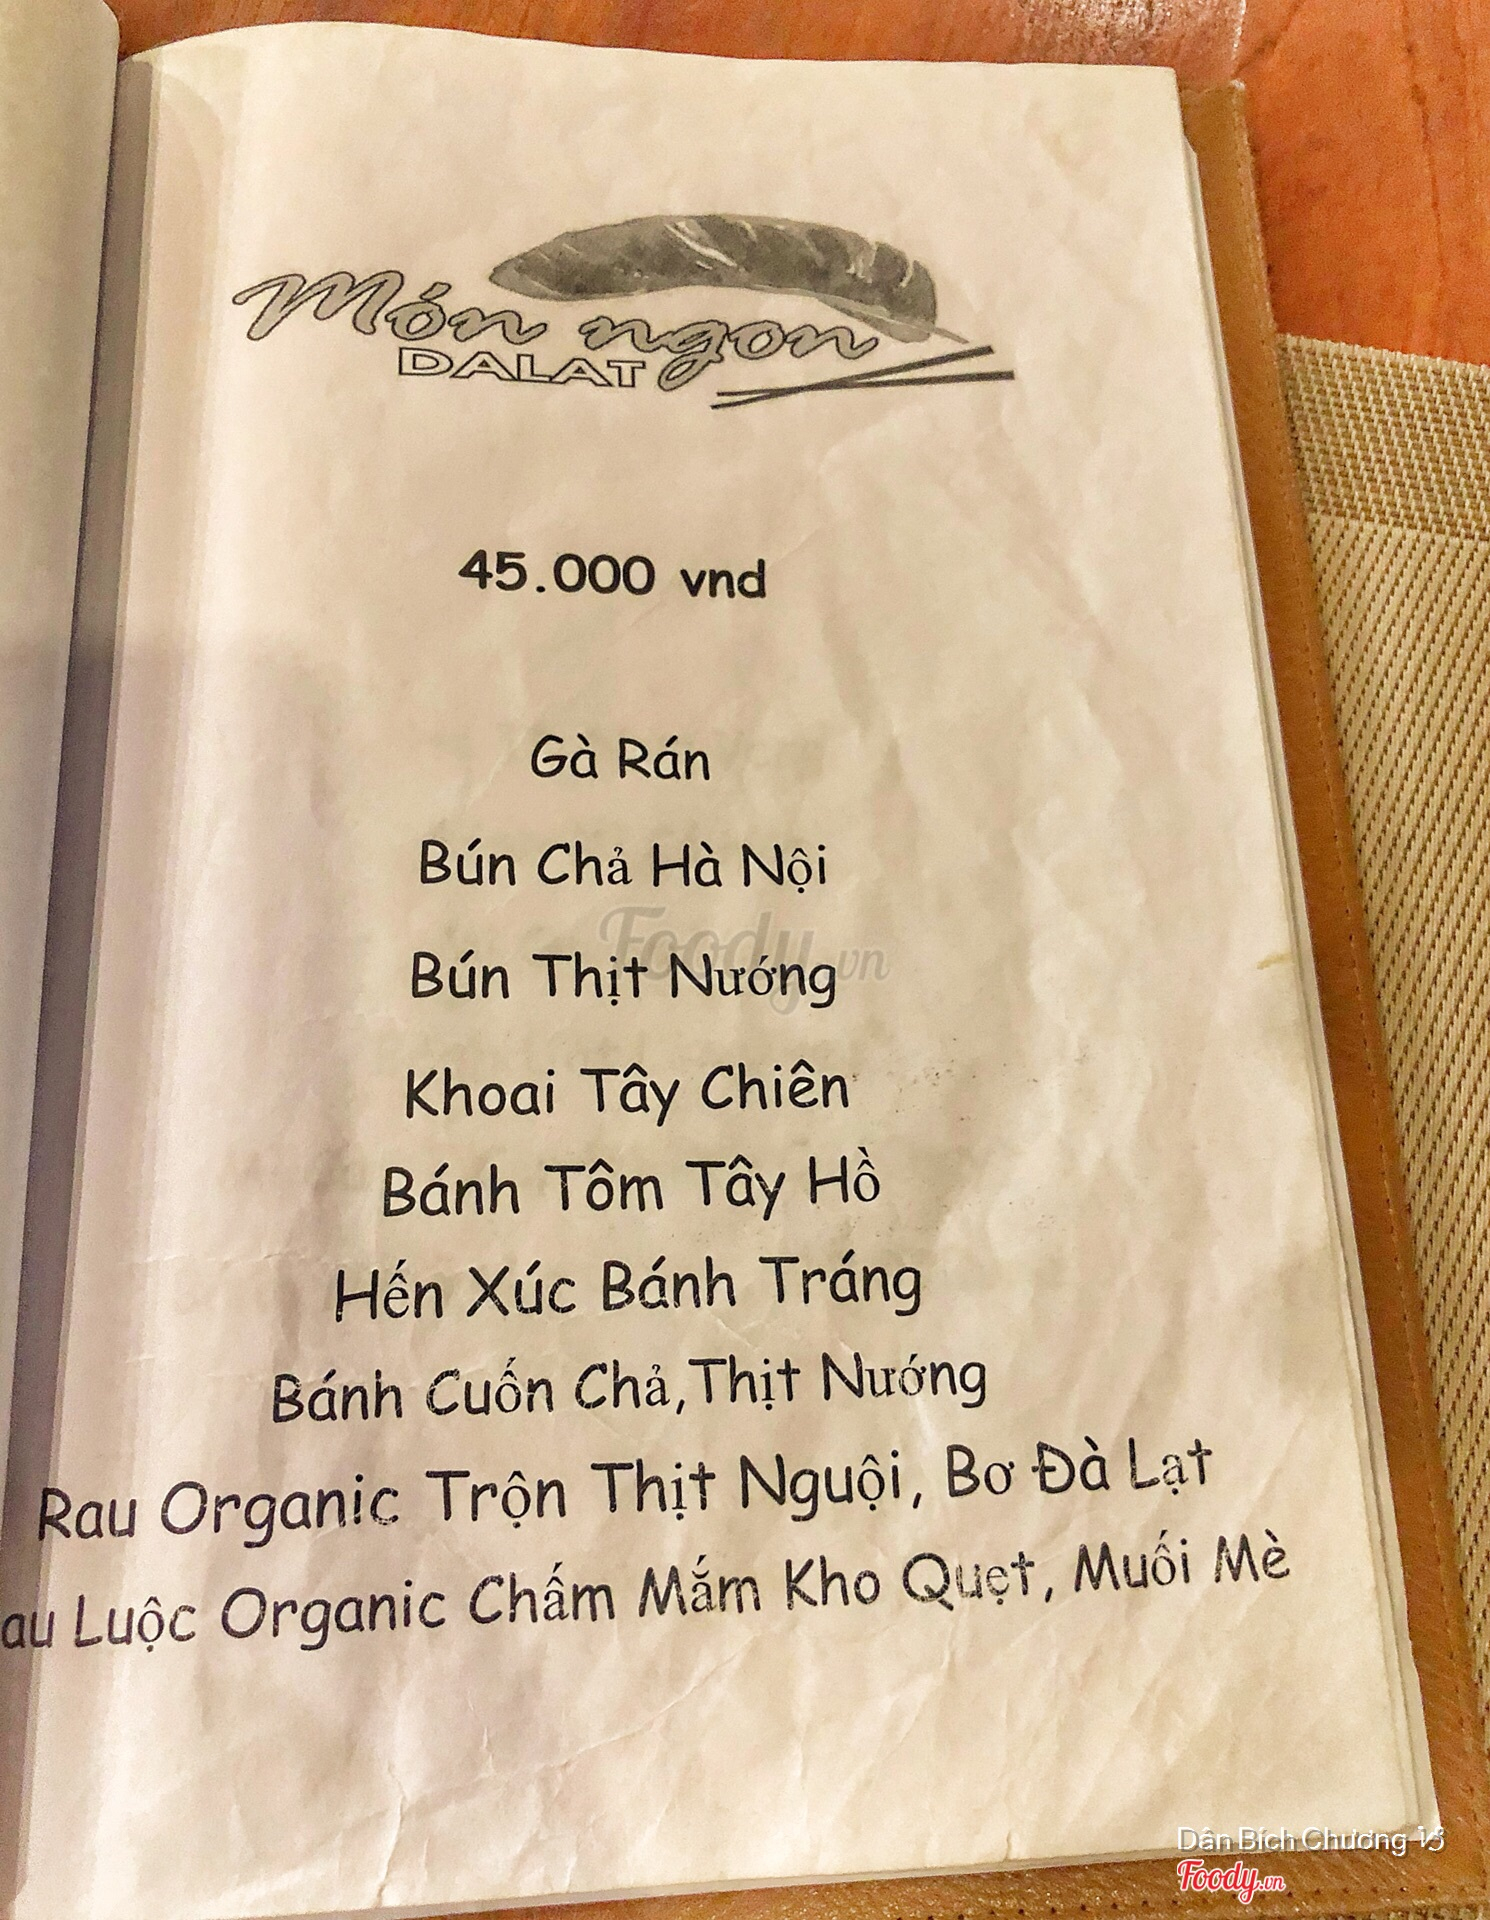 Món ngon
DALAT
45.000 vnd
Gà Rán
Bún Chả Hà Nội
Foody.vn
Bún Thịt Nướng
Khoai Tây Chiên
Bánh Tôm Tây Hồ
Hến Xúc Bánh Tráng
Bánh Cuốn Chả,Thịt Nướng
Rau Organic Trộn Thịt Nguội, Bơ Đà Lạt
au Luộc Organic Chấm Mắm Kho Quẹt, Muối Mè
Dân Bích Chương
Foody.vn